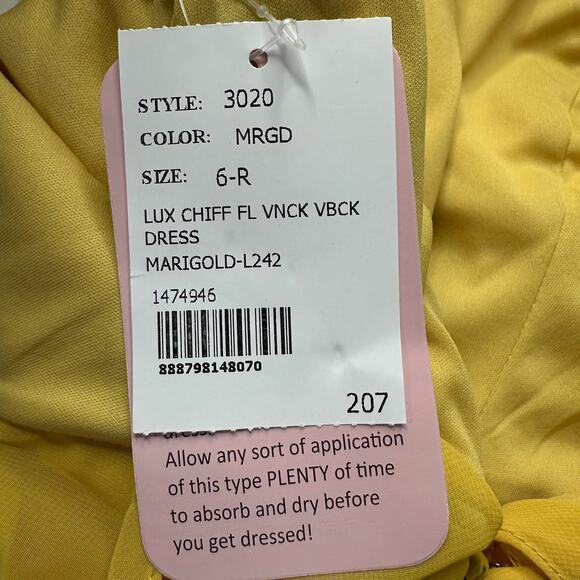 STYLE: 3020
COLOR: MRGD
SIZE: 6-R
LUX CHIFF FL VNCK VBCK
DRESS
MARIGOLD-L242
1474946
888798148070
207
Allow any sort of application
of this type PLENTY of time
to absorb and dry before
you get dressed!